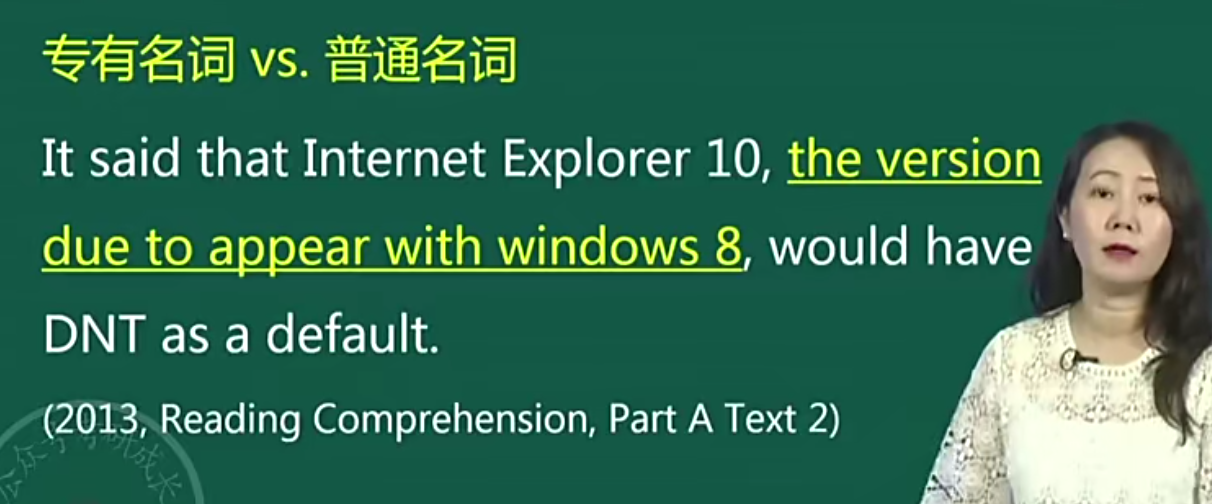 专有名词 vs. 普通名词
It said that Internet Explorer 10, the version
due to appear with windows 8, would have
DNT as a default.
(2013, Reading Comprehension, Part A Text 2)